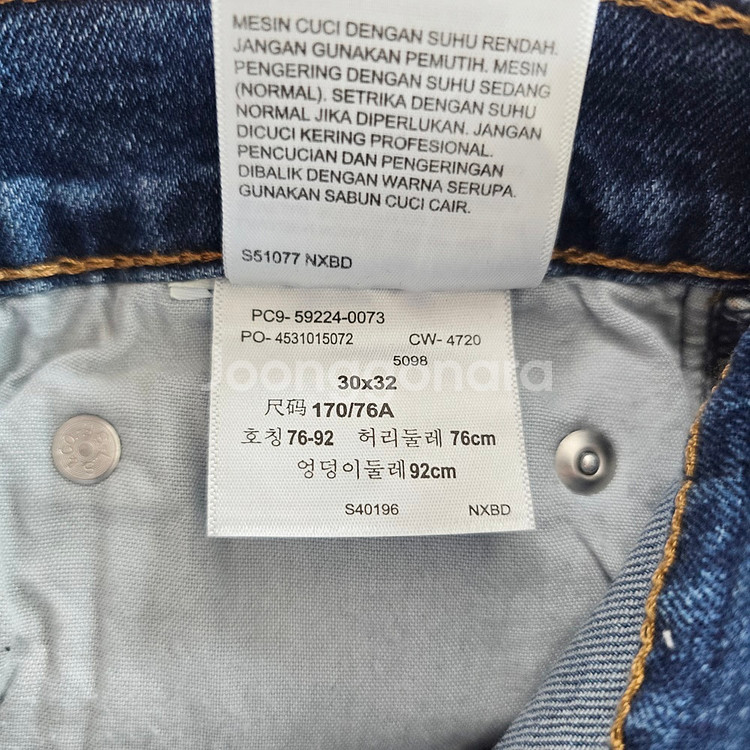 MESIN CUCI DENGAN SUHU RENDAH.
JANGAN GUNAKAN PEMUTIH. MESIN
PENGERING DENGAN SUHU SEDANG
(NORMAL). SETRIKA DENGAN SUHU
NORMAL JIKA DIPERLUKAN. JANGAN
DICUCI KERING PROFESIONAL.
PENCUCIAN DAN PENGERINGAN
DIBALIK DENGAN WARNA SERUPA.
GUNAKAN SABUN CUCI CAIR.
S51077 NXBD
PC9- 59224-0073
PO- 4531015072 CW- 4720
5098
Joonggonara
30x32
尺码 170/76A
호칭 76-92 허리둘레 76cm
엉덩이둘레 92cm
S40196 NXBD